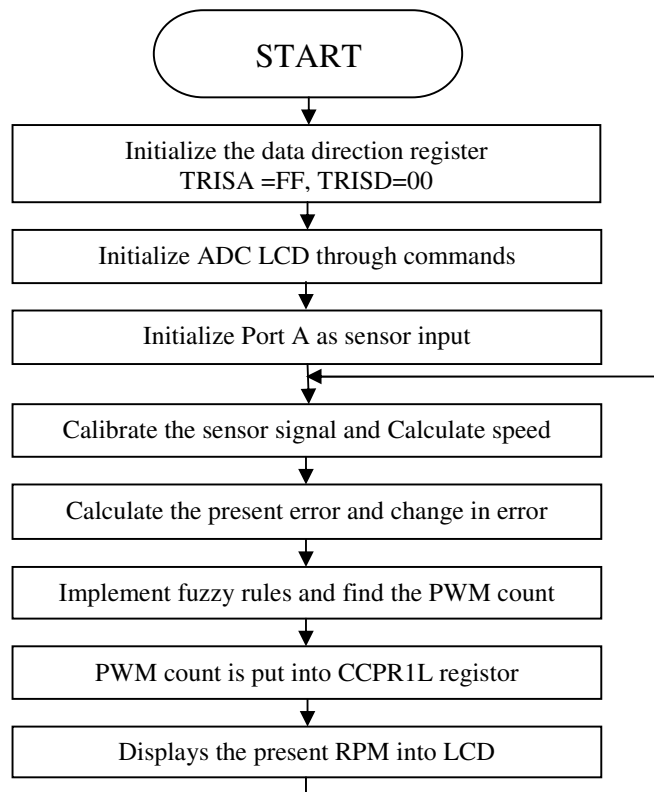 START
Initialize the data direction register
TRISA =FF, TRISD=00
Initialize ADC LCD through commands
Initialize Port A as sensor input
Calibrate the sensor signal and Calculate speed
Calculate the present error and change in error
Implement fuzzy rules and find the PWM count
PWM count is put into CCPR1L registor
Displays the present RPM into LCD